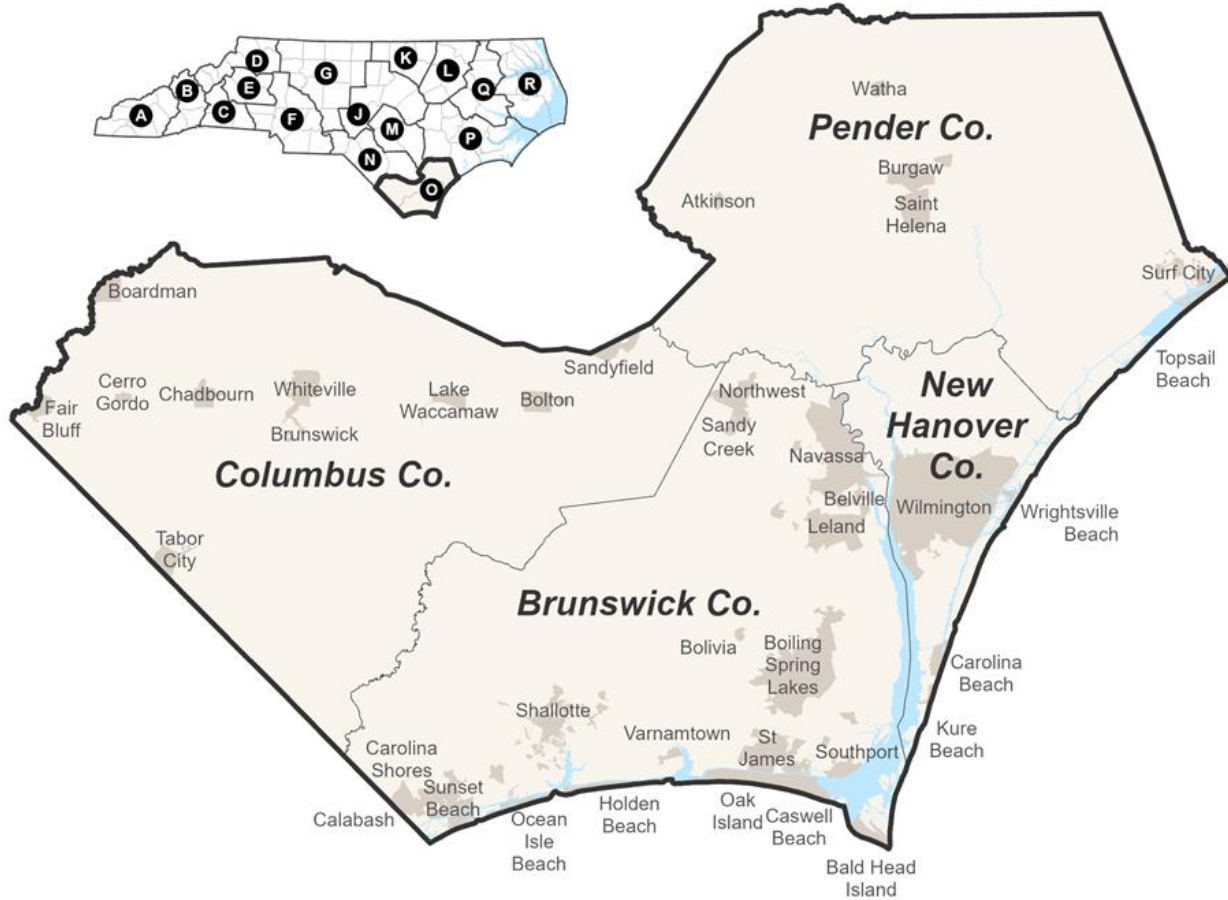 A
B
C
D
E
F
G
J
K
L
M
N
O
P
Q
R
Watha
Pender Co.
Burgaw
Atkinson
Saint
Helena
Surf City
Boardman
Topsail
Beach
Sandyfield
Cerro
Gordo
Chadbourn
Whiteville
Lake
Waccamaw
Bolton
Northwest
New
Hanover
Co.
Fair
Bluff
Brunswick
Sandy
Creek
Navassa
Columbus Co.
Belville
Wilmington
Wrightsville
Beach
Leland
Tabor
City
Brunswick Co.
Bolivia
Boiling
Spring
Lakes
Carolina
Beach
Shallotte
Varnamtown
St
James
Southport
Kure
Beach
Carolina
Shores
Sunset
Beach
Calabash
Ocean
Isle
Beach
Holden
Beach
Oak
Island
Caswell
Beach
Bald Head
Island